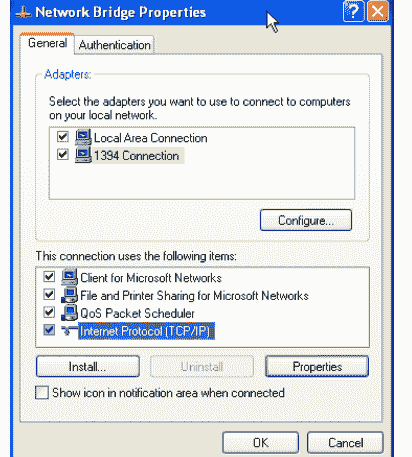 Network Bridge Properties
General
Authentication
Adapters:
Select the adapters you want to use to connect to computers
on your local network.
Local Area Connection
1394 Connection
Configure...
This connection uses the following items:
Client for Microsoft Networks
File and Printer Sharing for Microsoft Networks
QoS Packet Scheduler
Internet Protocol (TCP/IP)
Install...
Uninstall
Properties
Show icon in notification area when connected
OK
Cancel